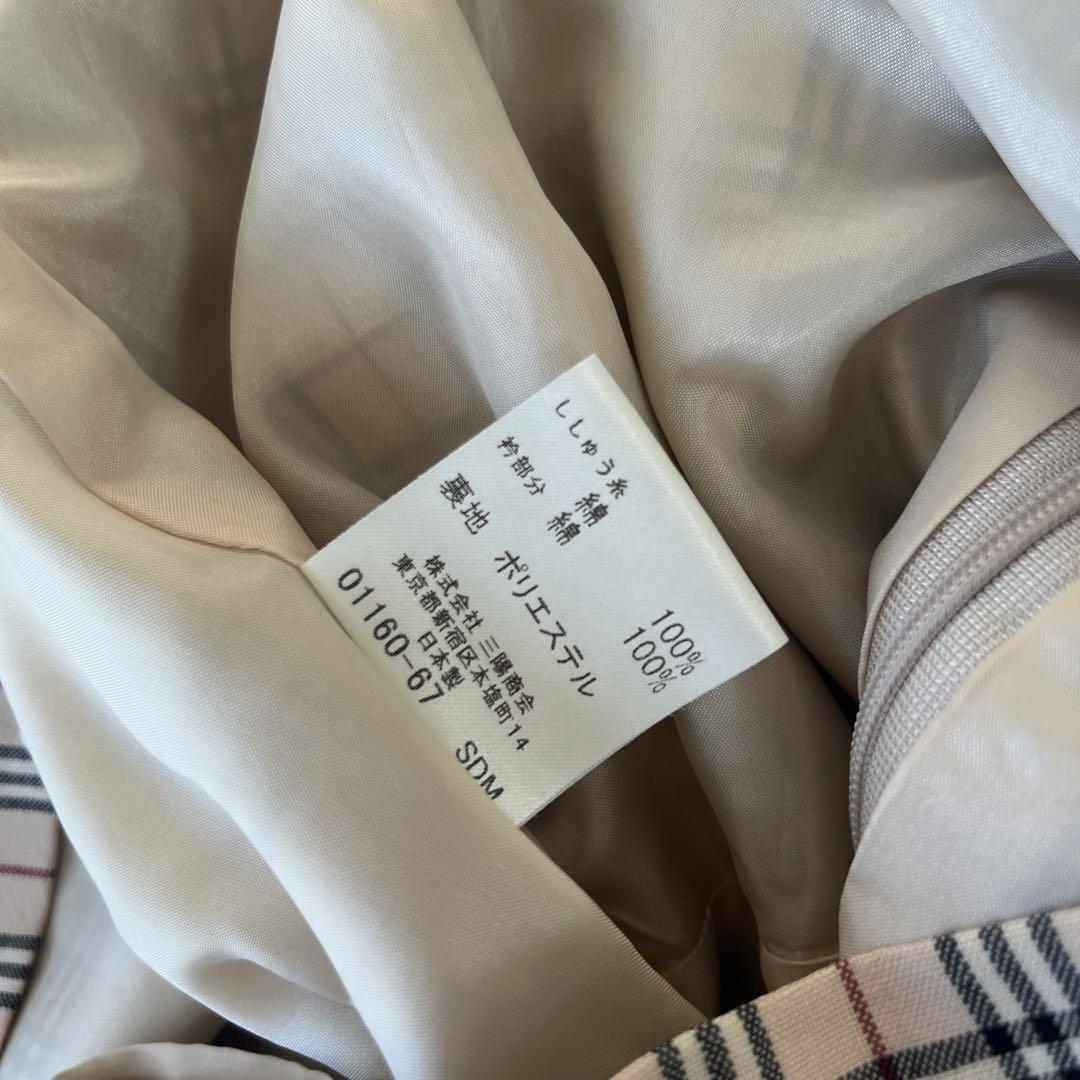 ししゅう糸 綿 100%
衿部分 綿 100%
裏地 ポリエステル
株式会社 三陽商会
東京都新宿区本塩町14
日本製
01160-67 SDM